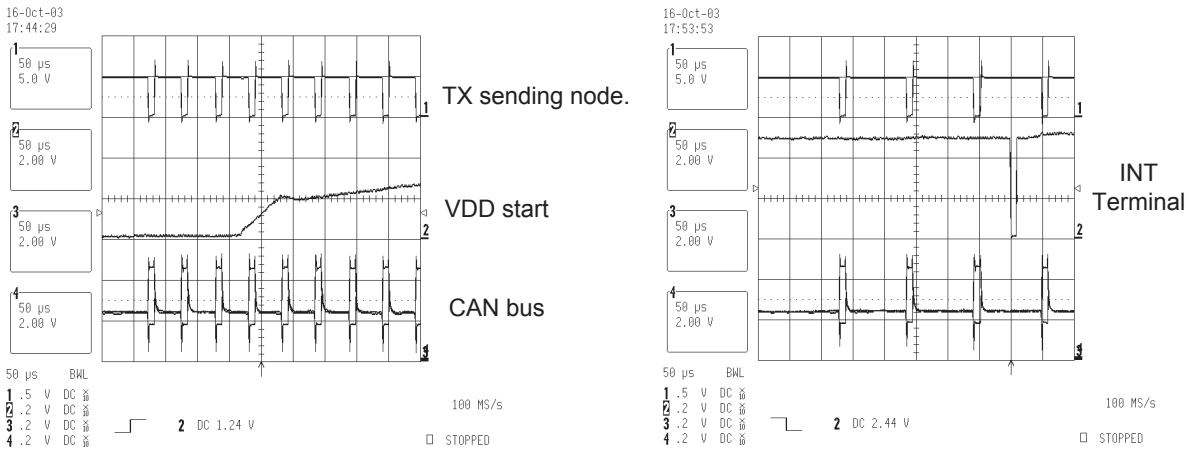 16-Oct-03
17:44:29
1
50 µs
5.0 V
2
50 µs
2.00 V
3
50 µs
2.00 V
4
50 µs
2.00 V
1
2
3
TX sending node.
VDD start
CAN bus
50 µs BWL
1 .5 V DC
2 .2 V DC
3 .2 V DC
4 .2 V DC
2 DC 1.24 V
100 MS/s
STOPPED
16-Oct-03
17:53:53
1
50 µs
5.0 V
2
50 µs
2.00 V
3
50 µs
2.00 V
4
50 µs
2.00 V
1
2
3
INT
Terminal
50 µs BWL
1 .5 V DC
2 .2 V DC
3 .2 V DC
4 .2 V DC
2 DC 2.44 V
100 MS/s
STOPPED